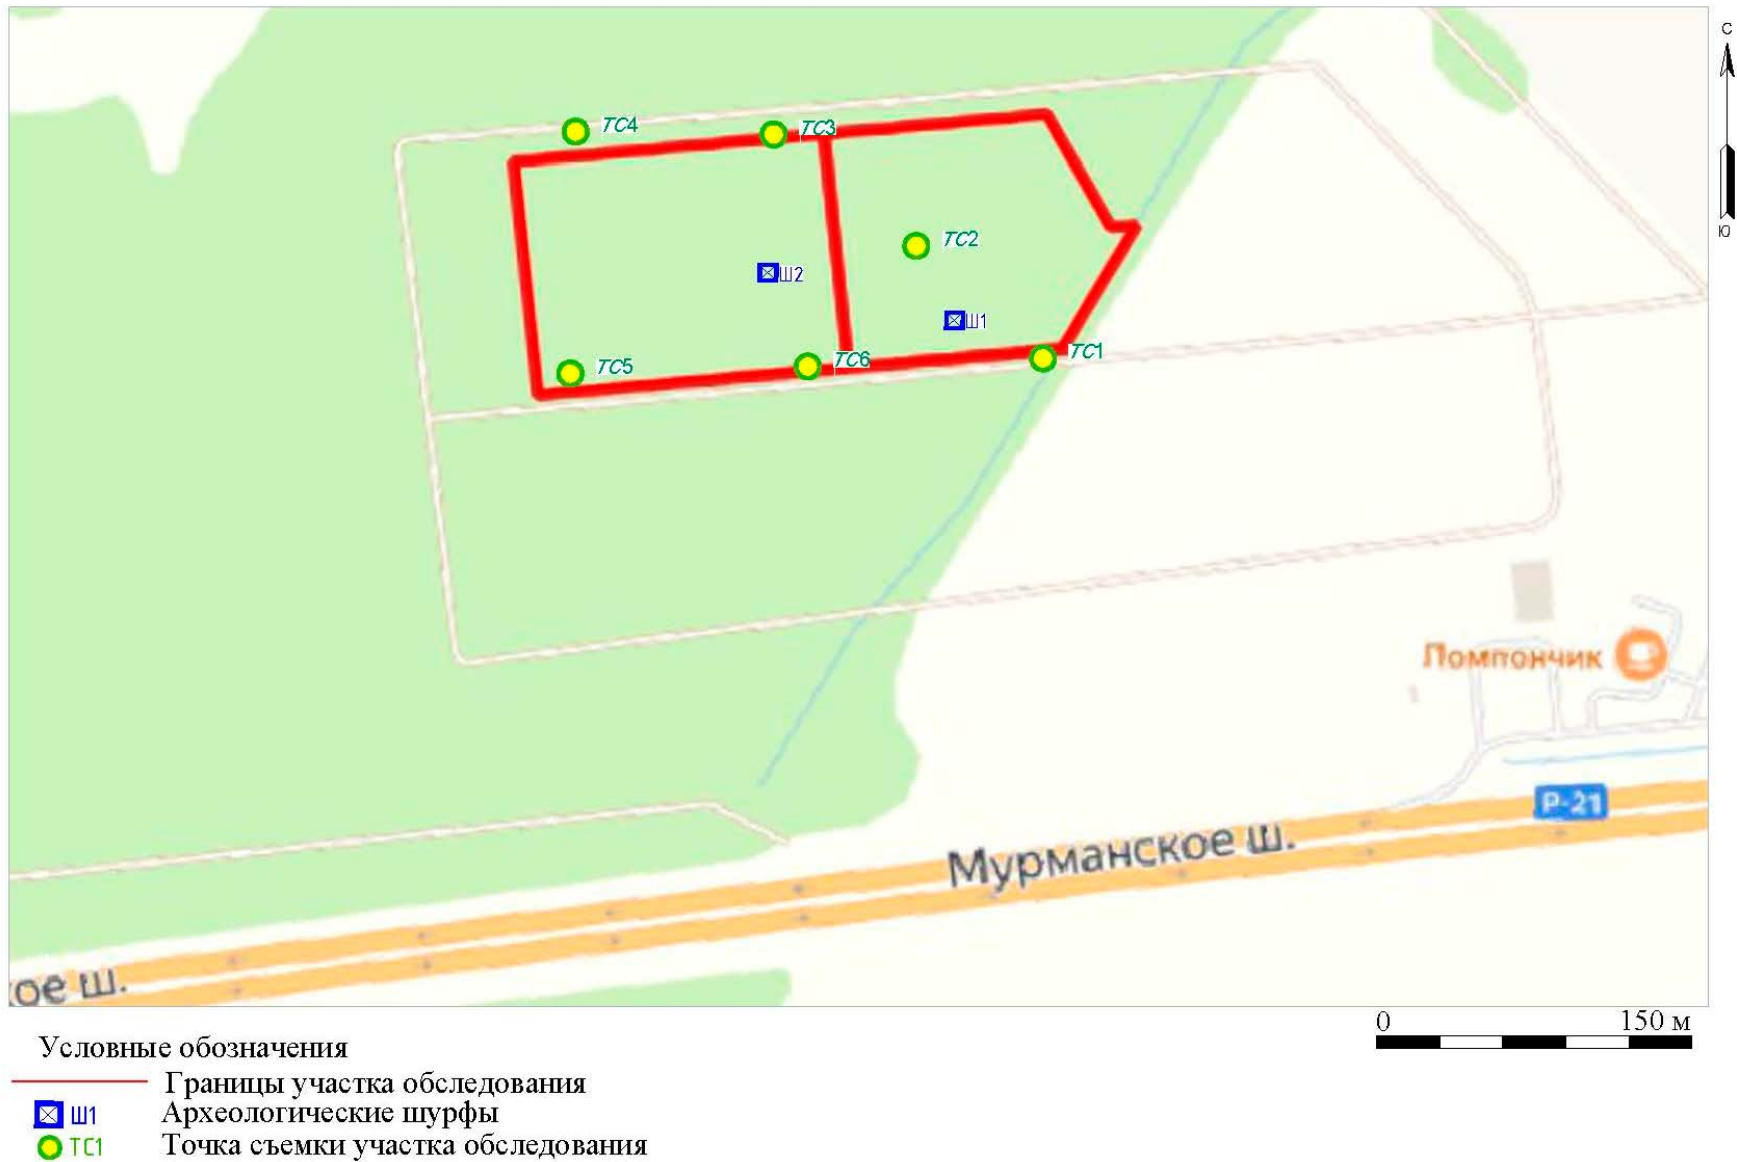 С
ТС4
ТС3
ТС2
Ш2
Ш1
ТС1
ТС6
ТС5
Ю
Помпончик
Р-21
Мурманское ш.
ое ш.
0 150 м
Условные обозначения
Границы участка обследования
Ш1 Археологические шурфы
ТС1 Точка съемки участка обследования